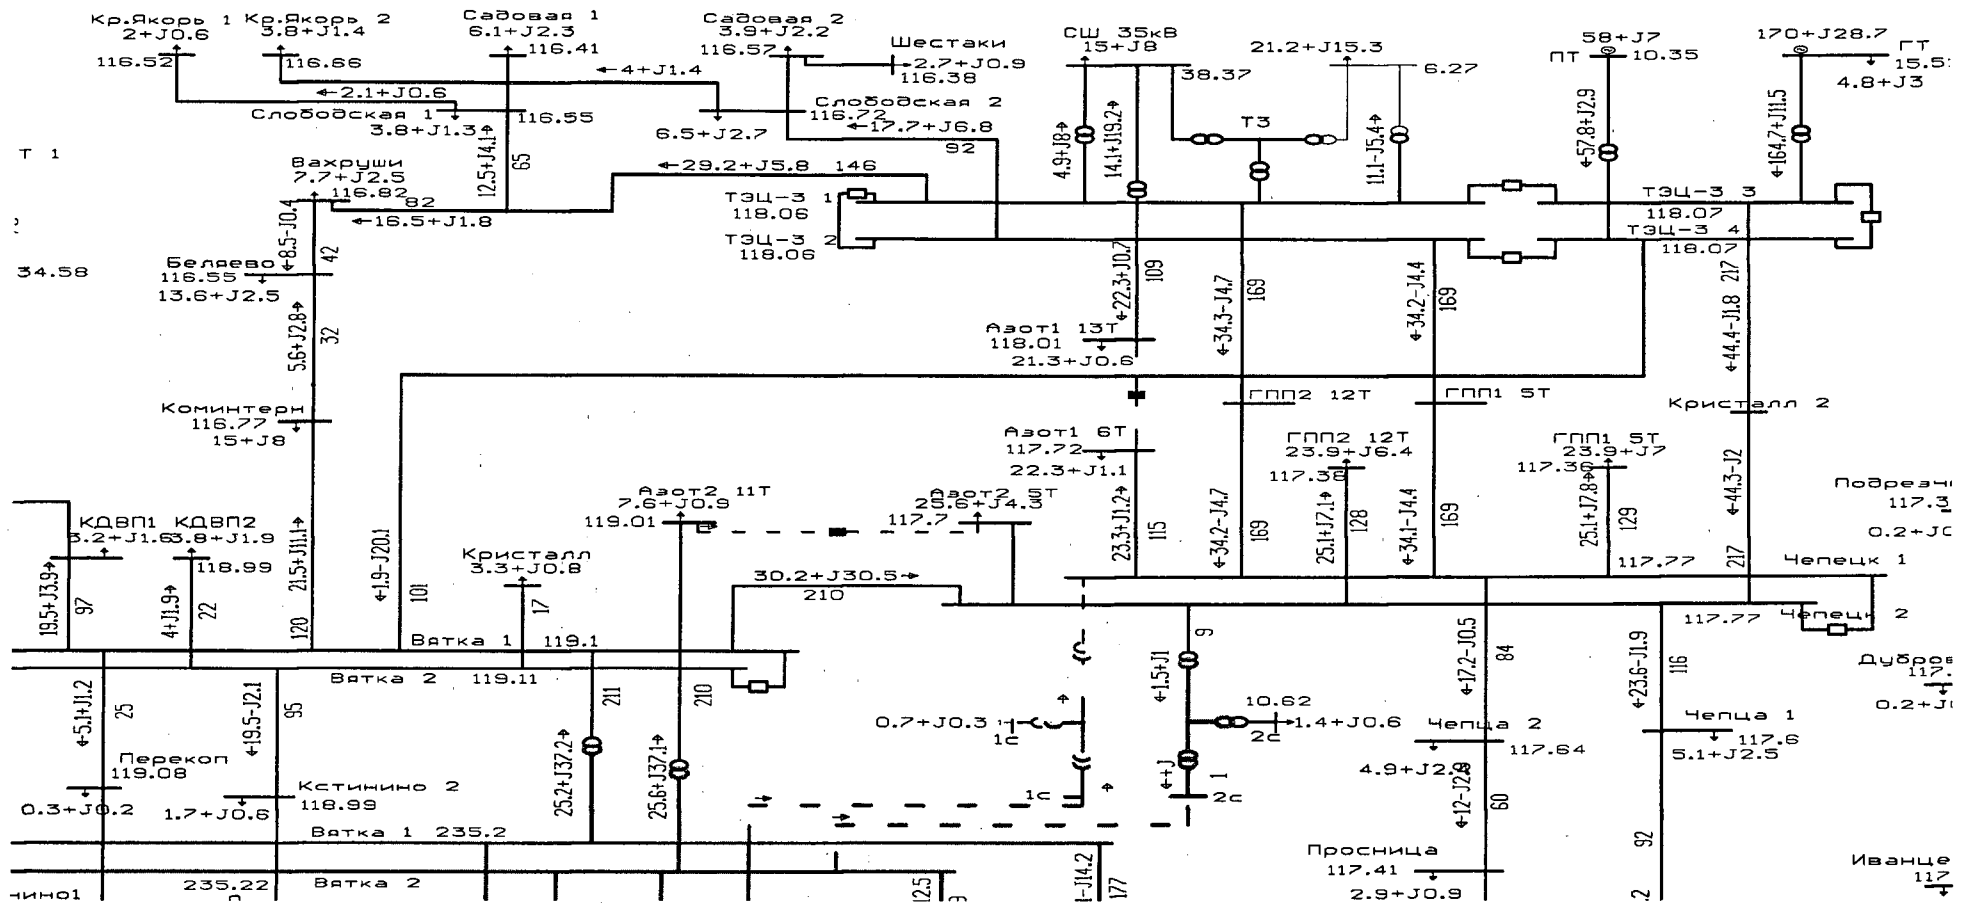 Кр.Якорь 1
2+J0.6
116.52
Кр.Якорь 2
3.8+J1.4
116.66
Садовая 1
6.1+J2.3
116.41
Садовая 2
3.9+J2.2
116.57
Шестаки
2.7+J0.9
116.38
СШ 35кВ
15+J8
38.37
21.2+J15.3
6.27
58+J7
ПТ
10.35
170+J28.7
ГТ
4.8+J3
4+J1.4
2.1+J0.6
Слободская 1
3.8+J1.3
116.55
6.5+J2.7
Слободская 2
116.72
17.7+J6.8
92
Т3
4.9+J8
14.1+J19.2
11.1-J5.4
57.8+J2.9
164.7+J11.5
Т 1
Вахруши
7.7+J2.5
116.82
82
16.5+J1.8
12.5+J4.1
65
29.2+J5.8
146
ТЭЦ-3 1
118.06
ТЭЦ-3 2
118.06
ТЭЦ-3 3
118.07
ТЭЦ-3 4
118.07
34.58
8.5-J0.4
42
Беляево
116.55
13.6+J2.5
5.6+J2.8
32
22.3+J0.7
109
34.3-J4.7
169
34.2-J4.4
169
44.4-J1.8
217
Азот1 13Т
118.01
21.3+J0.6
Коминтерн
116.77
15+J8
ГПП2 12Т
ГПП1 5Т
Кристалл 2
Азот1 6Т
117.72
22.3+J1.1
ГПП2 12Т
23.9+J6.4
117.38
ГПП1 5Т
23.9+J7
117.36
КДВП1
3.2+J1.6
КДВП2
3.8+J1.9
118.99
Азот2 11Т
7.6+J0.9
119.01
Азот2
117.7
25.6+J4.3
Кристалл
3.3+J0.8
17
19.5+J3.9
97
4+J1.9
22
21.5+J11.1
120
1.9-J20.1
101
30.2+J30.5
210
23.3+J1.2
115
34.2-J4.7
169
25.1+J7.1
128
34.1-J4.4
169
25.1+J7.8
129
44.3-J2
217
117.77
Чепецк 1
117.77
Чепецк 2
Вятка 1
119.1
Вятка 2
119.11
5.1+J1.2
25
19.5-J2.1
95
211
25.2+J37.2
210
25.6+J37.1
9
1.5+J1
17.2-J0.5
84
23.6-J1.9
116
0.7+J0.3
1с
10.62
1.4+J0.6
2с
Чепца 2
117.64
4.9+J2.9
Чепца 1
117.6
5.1+J2.5
Перекоп
119.08
0.3+J0.2
Кстинино 2
118.99
1.7+J0.6
1с
+J
1
2с
12-J2.9
60
92
Вятка 1 235.2
235.22
Вятка 2
J14.2
177
Просница
117.41
2.9+J0.9